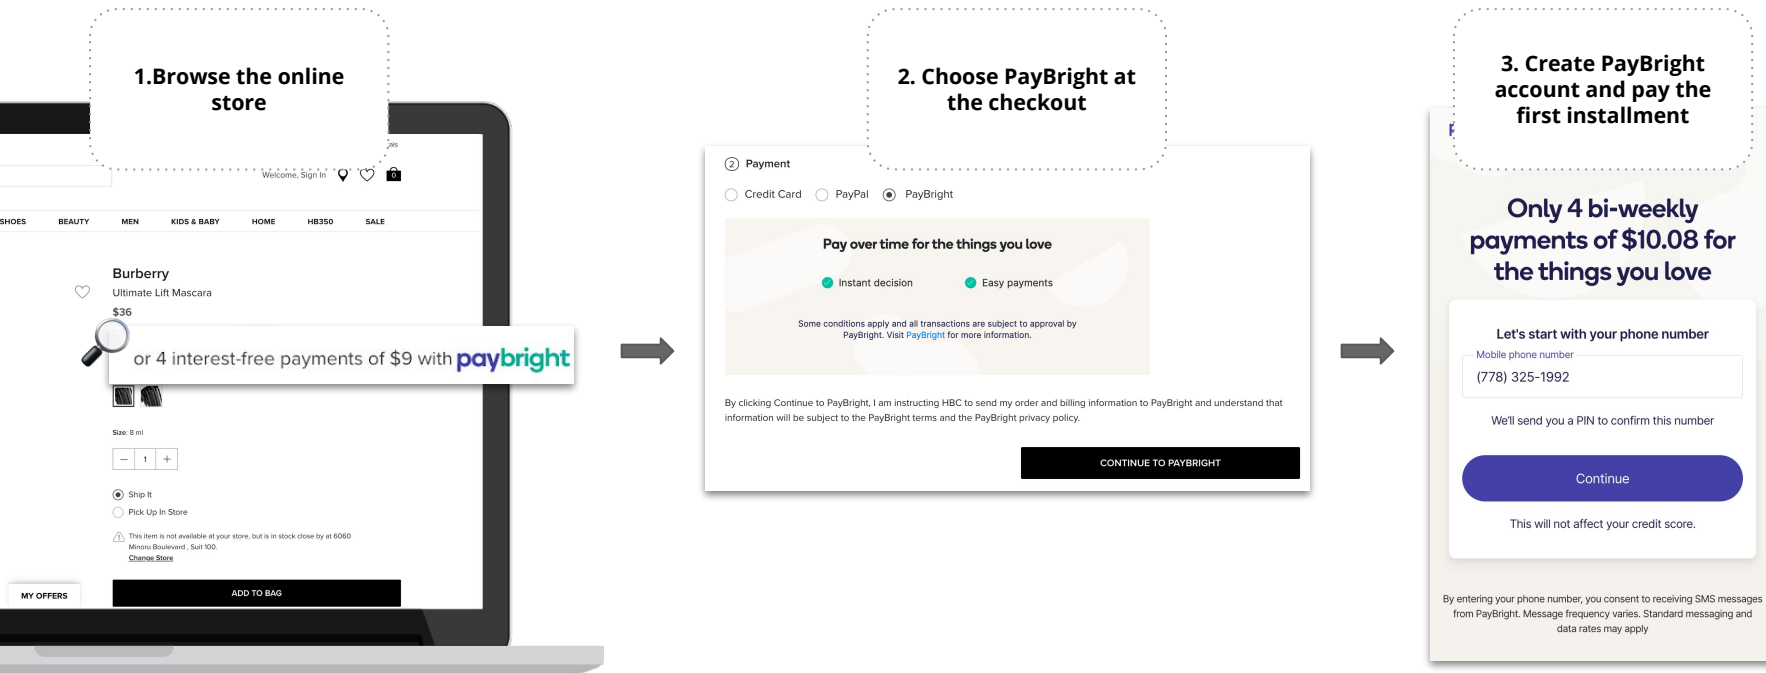 1.Browse the online
store
Welcome, Sign In
0
SHOES BEAUTY MEN KIDS & BABY HOME HB350 SALE
Burberry
Ultimate Lift Mascara
$36
or 4 interest-free payments of $9 with paybright
Size: 8 ml
— 1 +
Ship It
Pick Up In Store
This item is not available at your store, but is in stock close by at 6060
Minoru Boulevard , Suit 100.
Change Store
MY OFFERS
ADD TO BAG
2. Choose PayBright at
the checkout
2 Payment
Credit Card PayPal PayBright
Pay over time for the things you love
Instant decision Easy payments
Some conditions apply and all transactions are subject to approval by
PayBright. Visit PayBright for more information.
By clicking Continue to PayBright, I am instructing HBC to send my order and billing information to PayBright and understand that
information will be subject to the PayBright terms and the PayBright privacy policy.
CONTINUE TO PAYBRIGHT
3. Create PayBright
account and pay the
first installment
Only 4 bi-weekly
payments of $10.08 for
the things you love
Let's start with your phone number
Mobile phone number
(778) 325-1992
We'll send you a PIN to confirm this number
Continue
This will not affect your credit score.
By entering your phone number, you consent to receiving SMS messages
from PayBright. Message frequency varies. Standard messaging and
data rates may apply